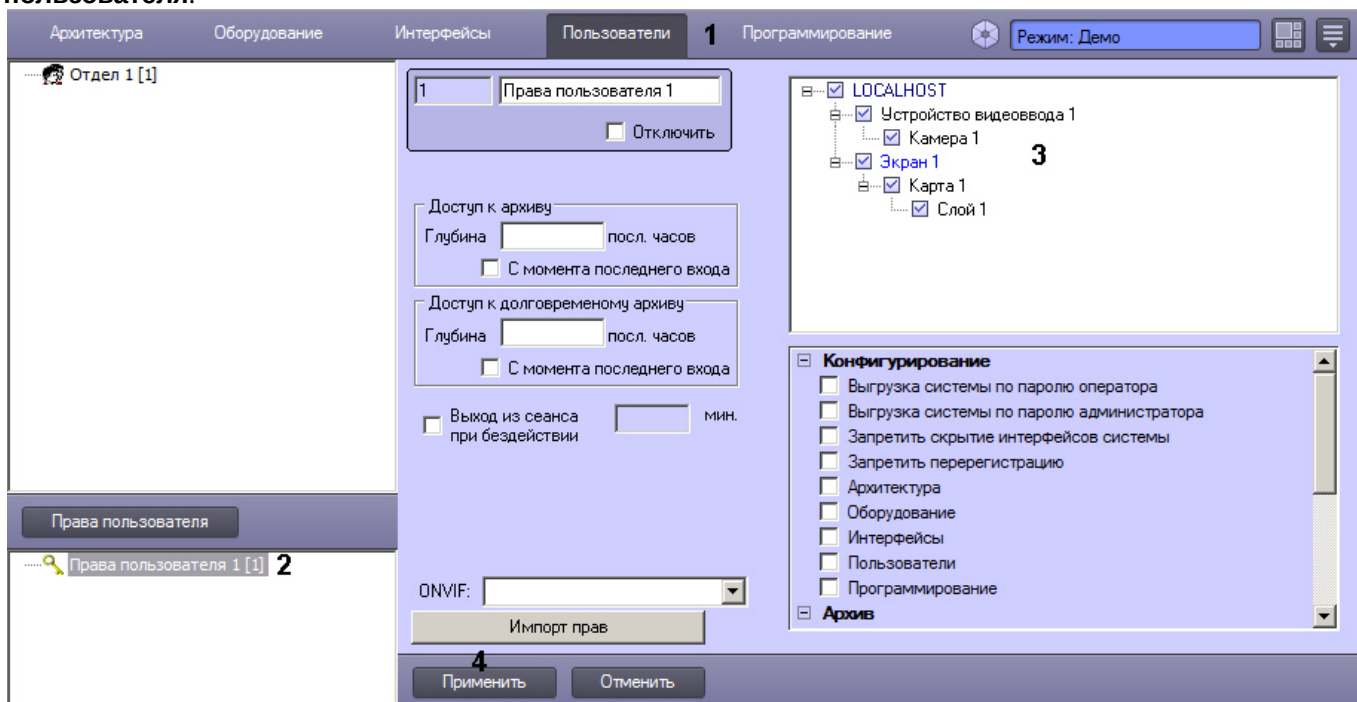 пользователя.
Архитектура Оборудование Интерфейсы Пользователи 1 Программирование Режим: Демо
Отдел 1 [1]
1 Права пользователя 1
Отключить
LOCALHOST
Устройство видеоввода 1
Камера 1
3
Экран 1
Карта 1
Слой 1
Доступ к архиву
Глубина посл. часов
С момента последнего входа
Доступ к долговременому архиву
Глубина посл. часов
С момента последнего входа
Выход из сеанса при бездействии мин.
Конфигурирование
Выгрузка системы по паролю оператора
Выгрузка системы по паролю администратора
Запретить скрытие интерфейсов системы
Запретить перерегистрацию
Архитектура
Оборудование
Интерфейсы
Пользователи
Программирование
Архив
Права пользователя
Права пользователя 1 [1] 2
ONVIF:
Импорт прав
4
Применить Отменить